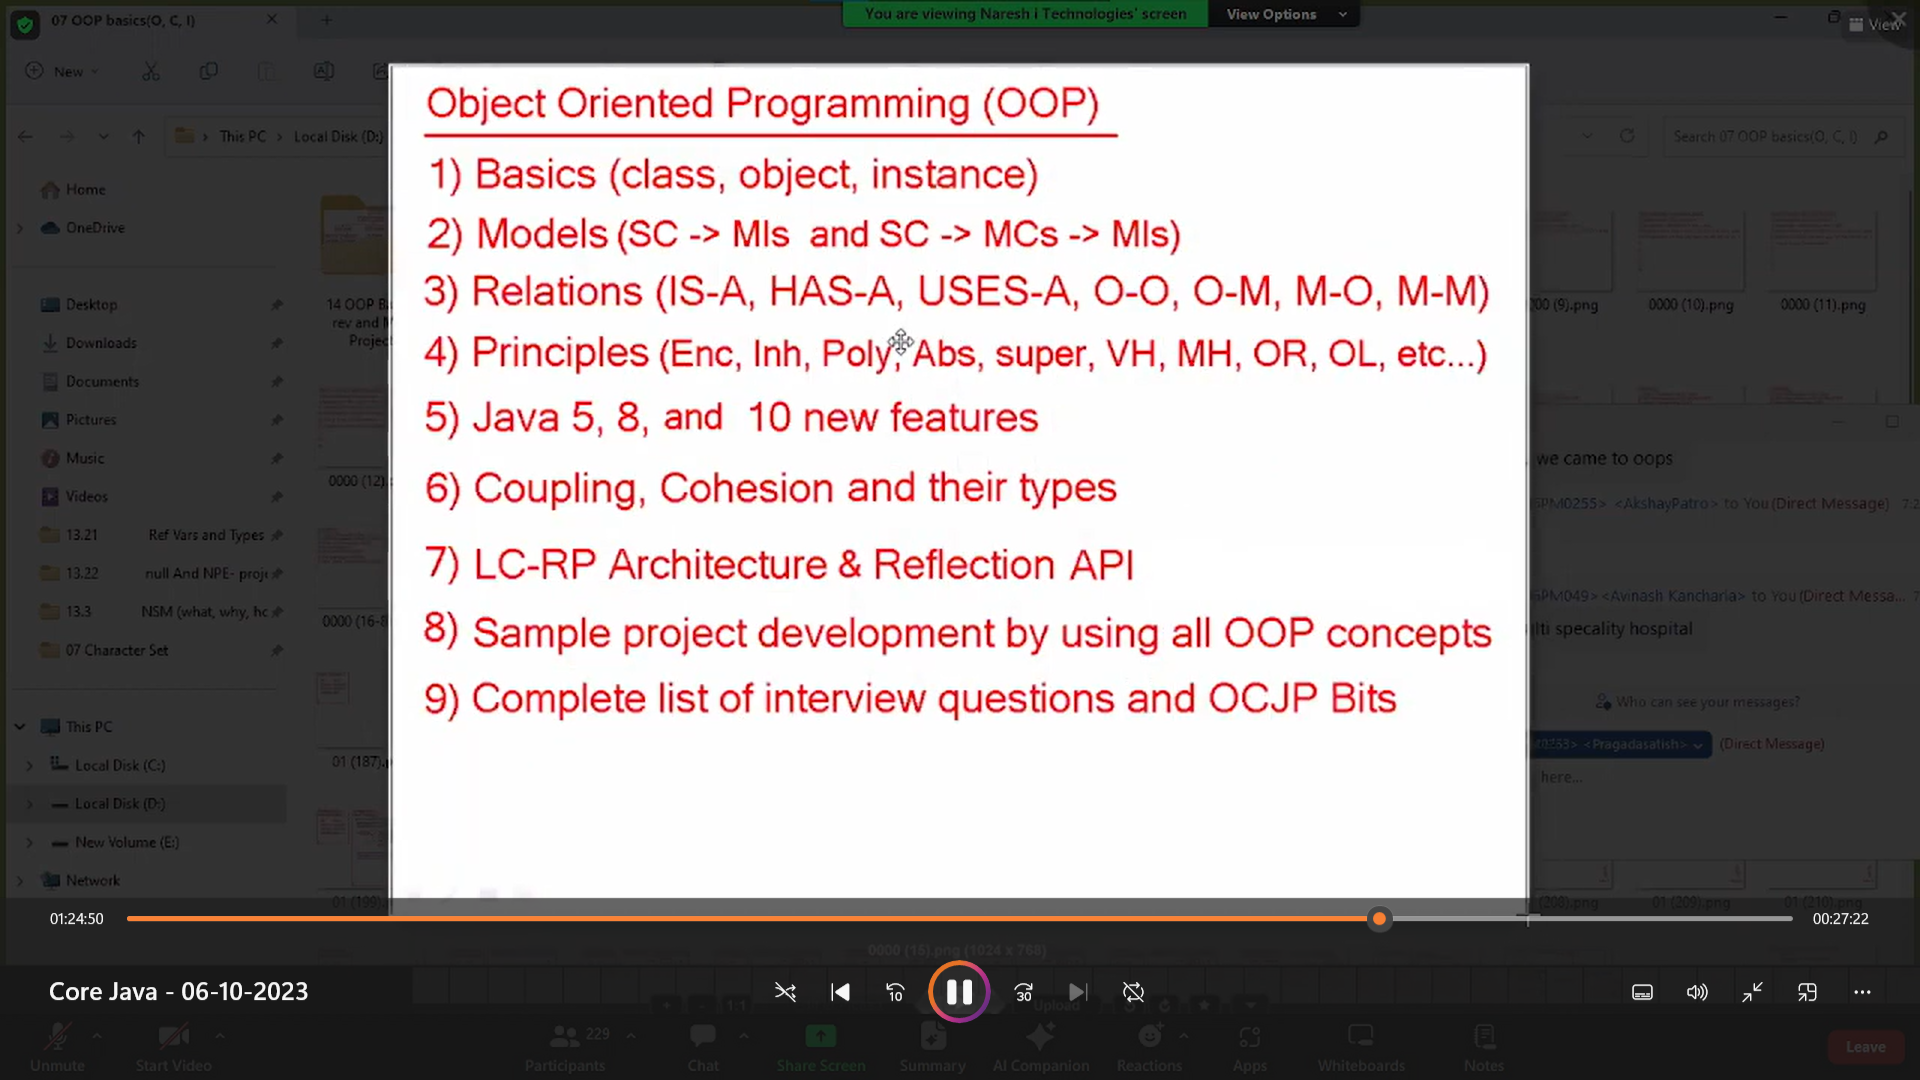 07 OOP basics(O, C, I)
You are viewing Naresh i Technologies' screen
View Options
View
New
This PC
Local Disk (D:)
Search 07 OOP basics(O, C, I)
Home
OneDrive
Desktop
Downloads
Documents
Pictures
Music
Videos
13.21 Ref Vars and Types
13.22 null And NPE- proj
13.3 NSM (what, why, hc
07 Character Set
This PC
Local Disk (C:)
Local Disk (D:)
New Volume (E:)
Network
14 OOP Ba
rev and M
Project
0000 (12).
0000 (16-8
01 (187).
01 (199).
Object Oriented Programming (OOP)
1) Basics (class, object, instance)
2) Models (SC -> MIs and SC -> MCs -> MIs)
3) Relations (IS-A, HAS-A, USES-A, O-O, O-M, M-O, M-M)
4) Principles (Enc, Inh, Poly, Abs, super, VH, MH, OR, OL, etc...)
5) Java 5, 8, and 10 new features
6) Coupling, Cohesion and their types
7) LC-RP Architecture & Reflection API
8) Sample project development by using all OOP concepts
9) Complete list of interview questions and OCJP Bits
(9).png
0000 (10).png
0000 (11).png
we came to oops
PM0255> <AkshayPatro> to You (Direct Message)
PM049> <Avinash Kancharla> to You (Direct Messa...
lti specality hospital
Who can see your messages?
<Pragadasatish>
(Direct Message)
here...
(208).png
01 (209).png
01 (210).png
01:24:50
00:27:22
0000 (15).png (1024 x 768)
Core Java - 06-10-2023
10
30
1:1
Upload
Unmute
Start Video
Participants
229
Chat
Share Screen
Summary
AI Companion
Reactions
Apps
Whiteboards
Notes
Leave